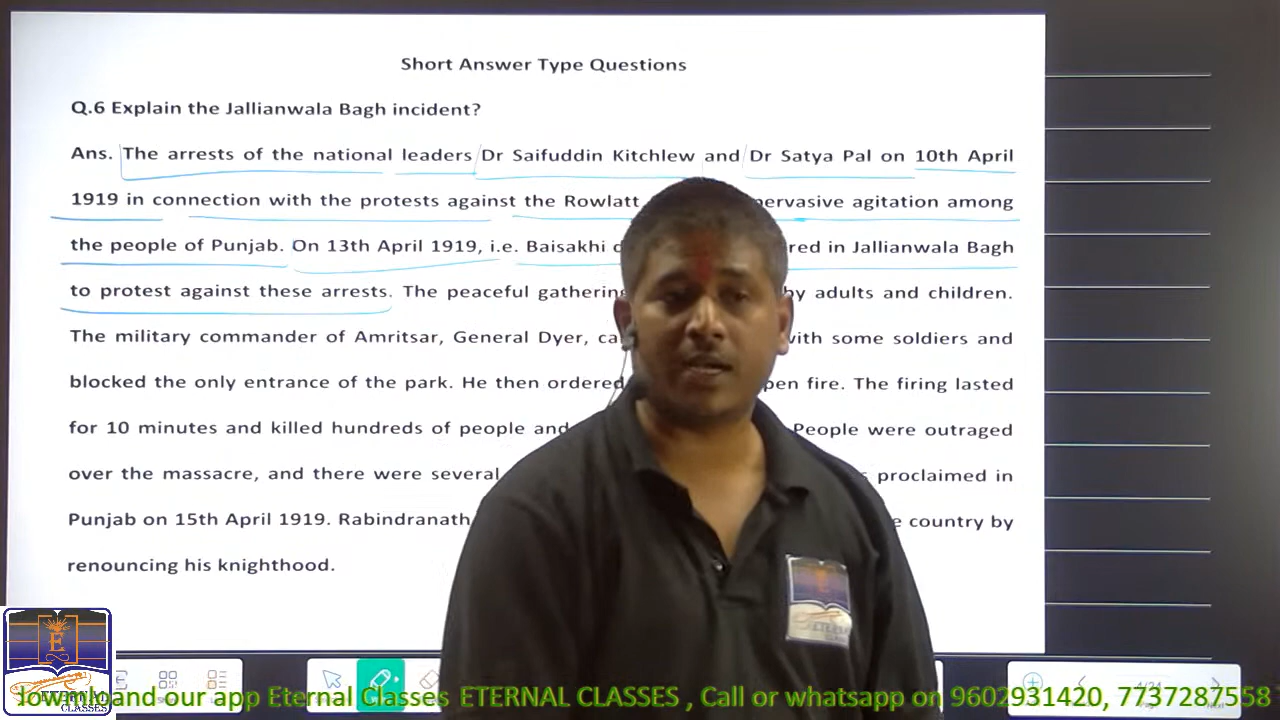 Short Answer Type Questions
Q.6 Explain the Jallianwala Bagh incident?
Ans. The arrests of the national leaders Dr Saifuddin Kitchlew and Dr Satya Pal on 10th April
1919 in connection with the protests against the Rowlatt pervasive agitation among
the people of Punjab. On 13th April 1919, i.e. Baisakhi red in Jallianwala Bagh
to protest against these arrests. The peaceful gathering by adults and children.
The military commander of Amritsar, General Dyer, with some soldiers and
blocked the only entrance of the park. He then ordered pen fire. The firing lasted
for 10 minutes and killed hundreds of people and People were outraged
over the massacre, and there were several proclaimed in
Punjab on 15th April 1919. Rabindranath country by
renouncing his knighthood.
E
ETERNAL
CLASSES
4/24
Next
lownload our app Eternal Classes ETERNAL CLASSES , Call or whatsapp on 9602931420, 7737287558